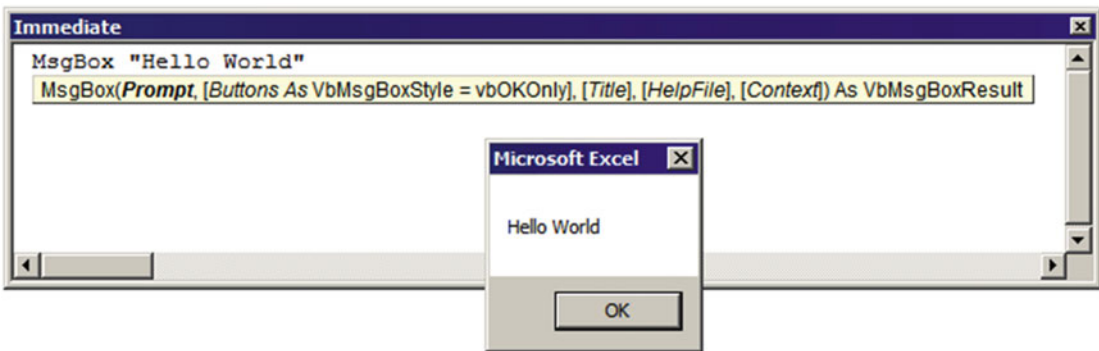 Immediate
MsgBox "Hello World"
MsgBox(Prompt, [Buttons As VbMsgBoxStyle = vbOKOnly], [Title], [HelpFile], [Context]) As VbMsgBoxResult
Microsoft Excel
Hello World
OK